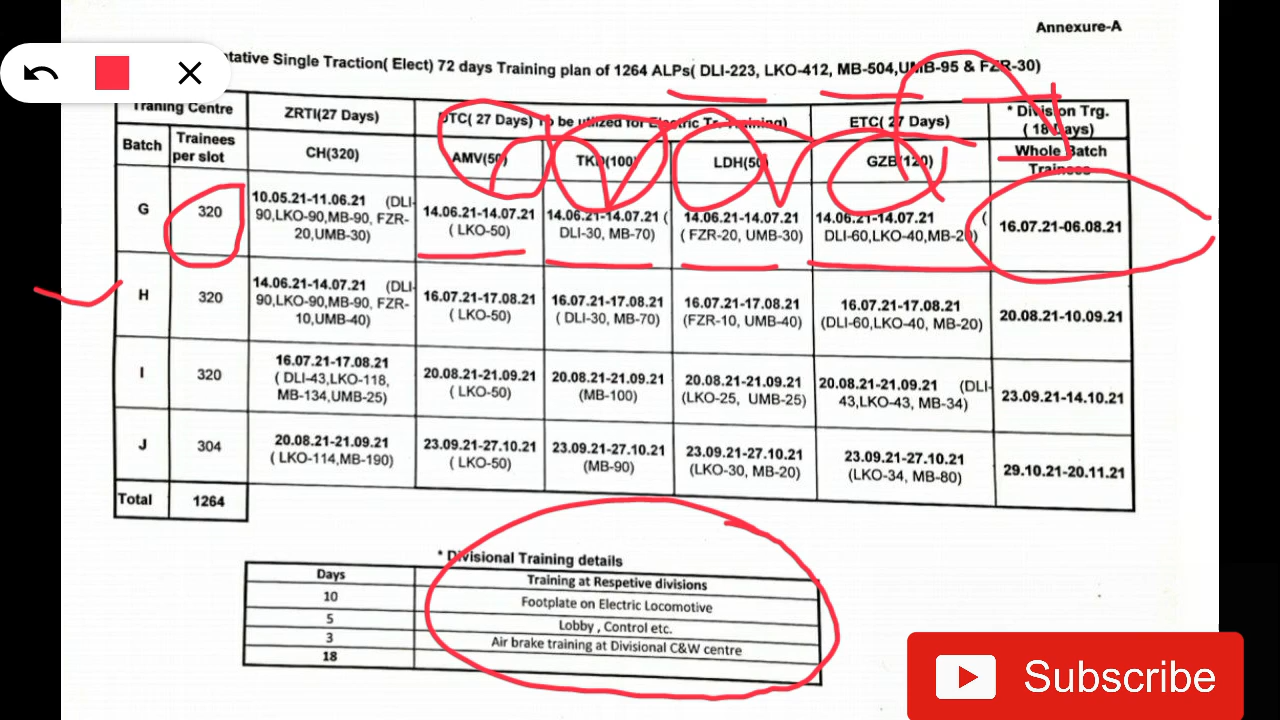 Annexure-A
tative Single Traction( Elect) 72 days Training plan of 1264 ALPs( DLI-223, LKO-412, MB-504,UMB-95 & FZR-30)
Traning Centre
ZRTI(27 Days)
DTC( 27 Days) To be utilized for Electric Tr. Training)
ETC( 27 Days)
* Division Trg.
( 18 Days)
Batch
Trainees
per slot
CH(320)
AMV(50)
TKD(100)
LDH(50)
GZB(120)
Whole Batch
Trainees
G
320
10.05.21-11.06.21 (DLI-
90,LKO-90,MB-90, FZR-
20,UMB-30)
14.06.21-14.07.21
( LKO-50)
14.06.21-14.07.21 (
DLI-30, MB-70)
14.06.21-14.07.21
( FZR-20, UMB-30)
14.06.21-14.07.21 (
DLI-60,LKO-40,MB-20)
16.07.21-06.08.21
H
320
14.06.21-14.07.21 (DLI-
90,LKO-90,MB-90, FZR-
10,UMB-40)
16.07.21-17.08.21
( LKO-50)
16.07.21-17.08.21
( DLI-30, MB-70)
16.07.21-17.08.21
(FZR-10, UMB-40)
16.07.21-17.08.21
(DLI-60,LKO-40, MB-20)
20.08.21-10.09.21
I
320
16.07.21-17.08.21
( DLI-43,LKO-118,
MB-134,UMB-25)
20.08.21-21.09.21
( LKO-50)
20.08.21-21.09.21
(MB-100)
20.08.21-21.09.21
(LKO-25, UMB-25)
20.08.21-21.09.21 (DLI-
43,LKO-43, MB-34)
23.09.21-14.10.21
J
304
20.08.21-21.09.21
( LKO-114,MB-190)
23.09.21-27.10.21
( LKO-50)
23.09.21-27.10.21
(MB-90)
23.09.21-27.10.21
(LKO-30, MB-20)
23.09.21-27.10.21
(LKO-34, MB-80)
29.10.21-20.11.21
Total
1264
* Divisional Training details
Days
Training at Respetive divisions
10
Footplate on Electric Locomotive
5
Lobby , Control etc.
3
Air brake training at Divisional C&W centre
18
Subscribe